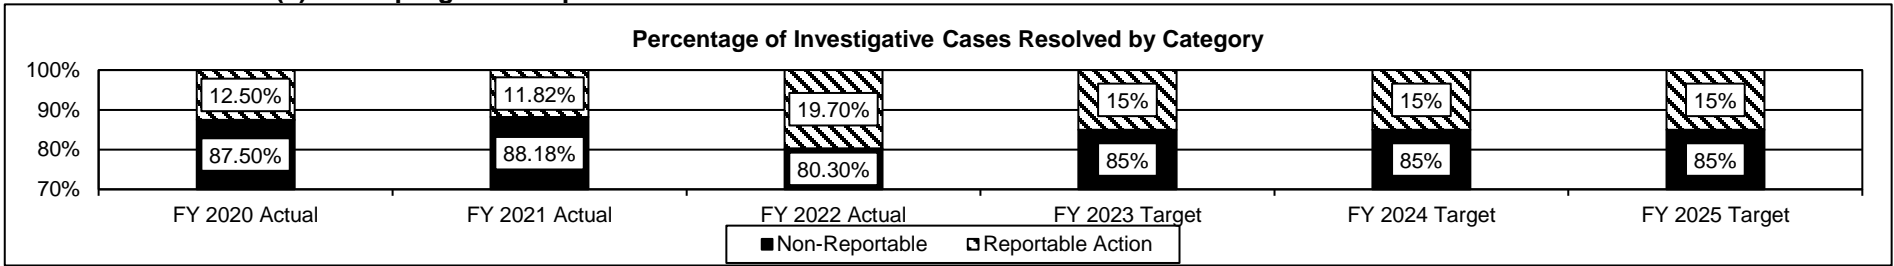 Percentage of Investigative Cases Resolved by Category
100%
90%
80%
70%
12.50%
11.82%
19.70%
15%
15%
15%
87.50%
88.18%
80.30%
85%
85%
85%
FY 2020 Actual
FY 2021 Actual
FY 2022 Actual
FY 2023 Target
FY 2024 Target
FY 2025 Target
Non-Reportable
Reportable Action